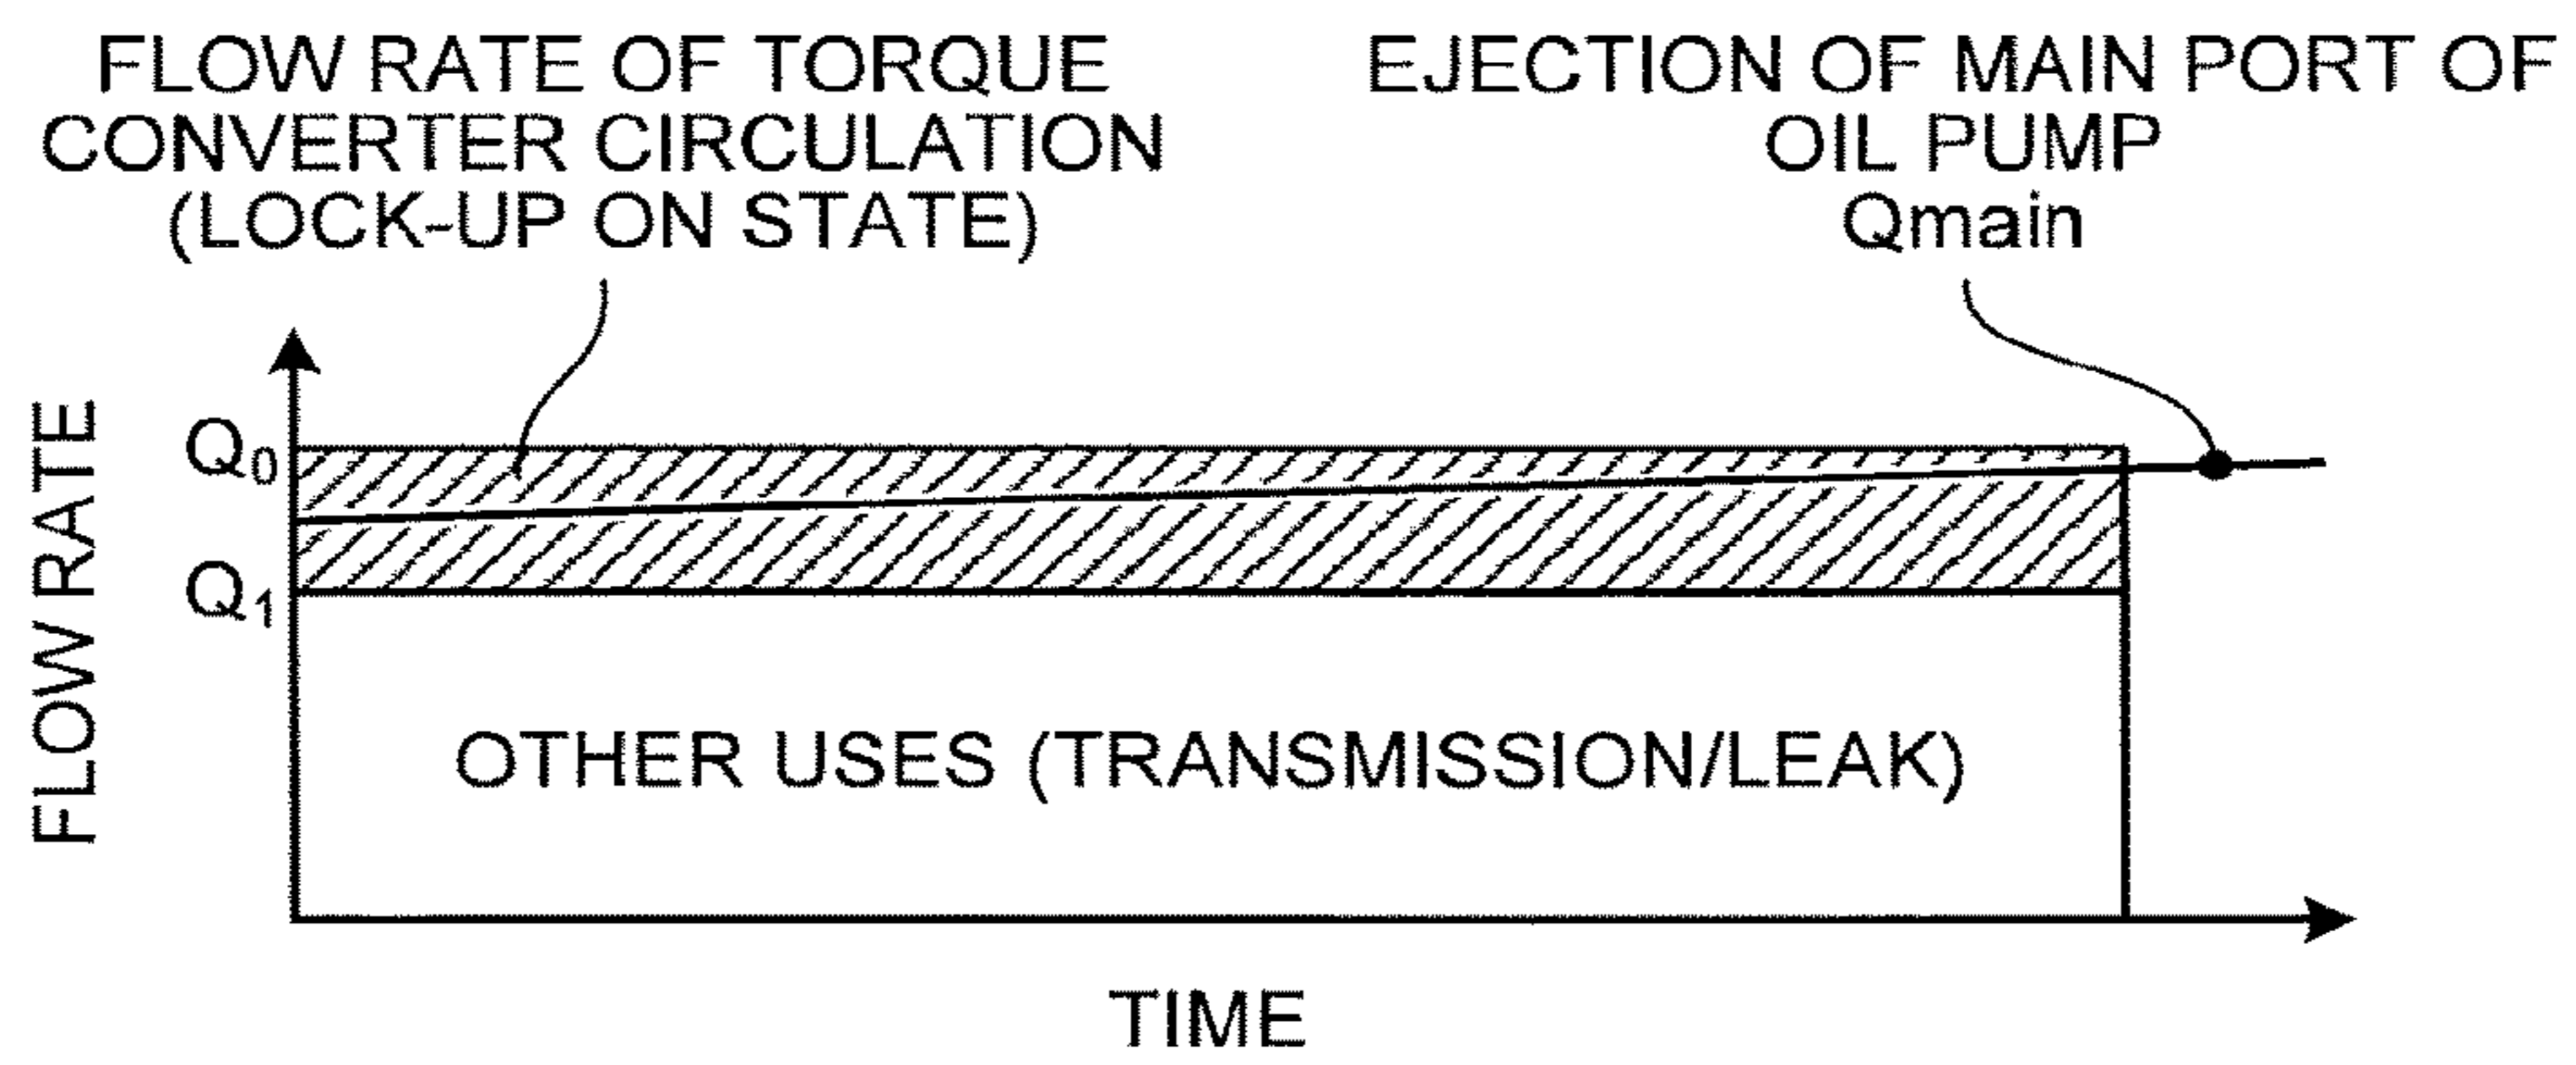 FLOW RATE OF TORQUE
CONVERTER CIRCULATION
(LOCK-UP ON STATE)
EJECTION OF MAIN PORT OF
OIL PUMP
Qmain
FLOW RATE
Q0
Q1
OTHER USES (TRANSMISSION/LEAK)
TIME